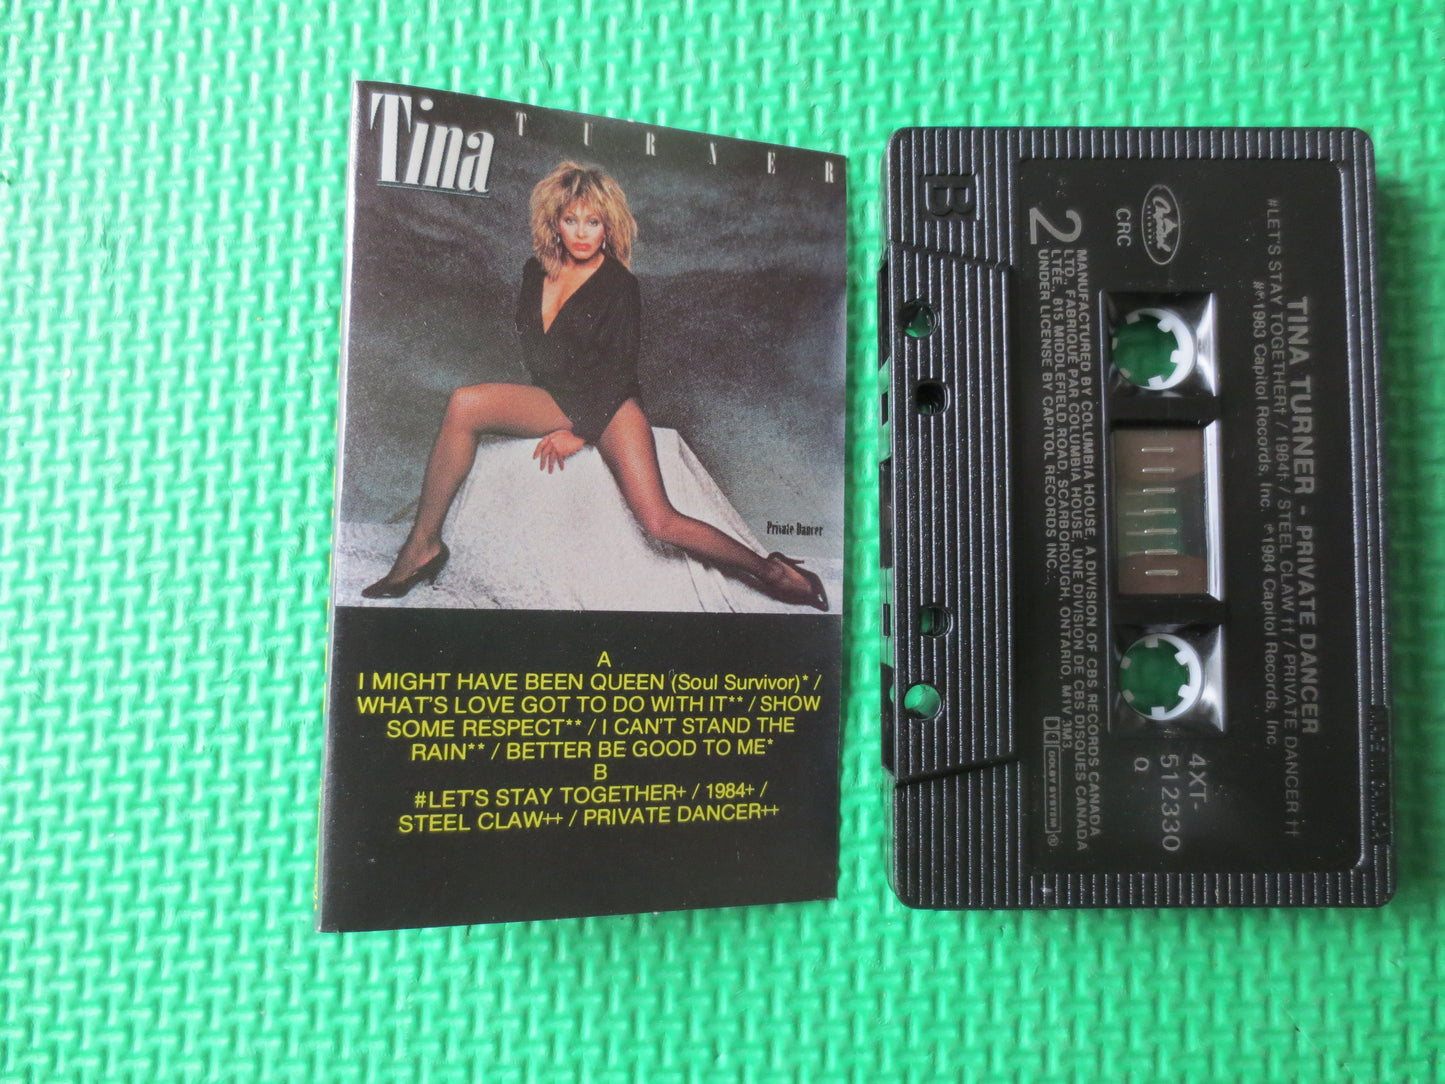 Tina
TURNER
Private Dancer
A
I MIGHT HAVE BEEN QUEEN (Soul Survivor)* /
WHAT'S LOVE GOT TO DO WITH IT** / SHOW
SOME RESPECT** / I CAN'T STAND THE
RAIN** / BETTER BE GOOD TO ME*
B
#LET'S STAY TOGETHER+ / 1984+ /
STEEL CLAW++ / PRIVATE DANCER++
B
2
Capitol
CRC
TINA TURNER - PRIVATE DANCER
#LET'S STAY TOGETHER† / 1984† / STEEL CLAW †† / PRIVATE DANCER ††
#℗1983 Capitol Records, Inc. ℗1984 Capitol Records, Inc.
4XT-
512330
Q
MANUFACTURED BY COLUMBIA HOUSE, A DIVISION OF CBS RECORDS CANADA
LTD., FABRIQUÉ PAR COLUMBIA HOUSE, UNE DIVISION DE CBS DISQUES CANADA
LTÉE., 815 MIDDLEFIELD ROAD, SCARBOROUGH, ONTARIO, M1V 3M3
UNDER LICENSE BY CAPITOL RECORDS INC.
DOLBY SYSTEM ®